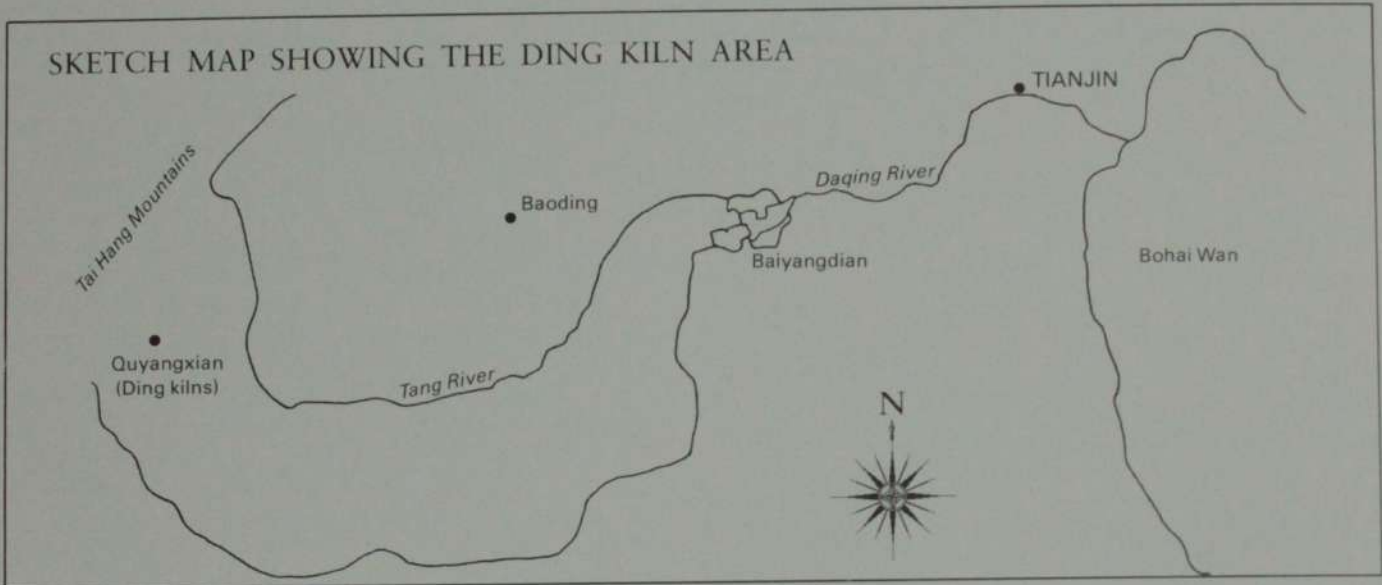 SKETCH MAP SHOWING THE DING KILN AREA
TIANJIN
Tai Hang Mountains
Baoding
Daqing River
Baiyangdian
Bohai Wan
Quyangxian
(Ding kilns)
Tang River
N